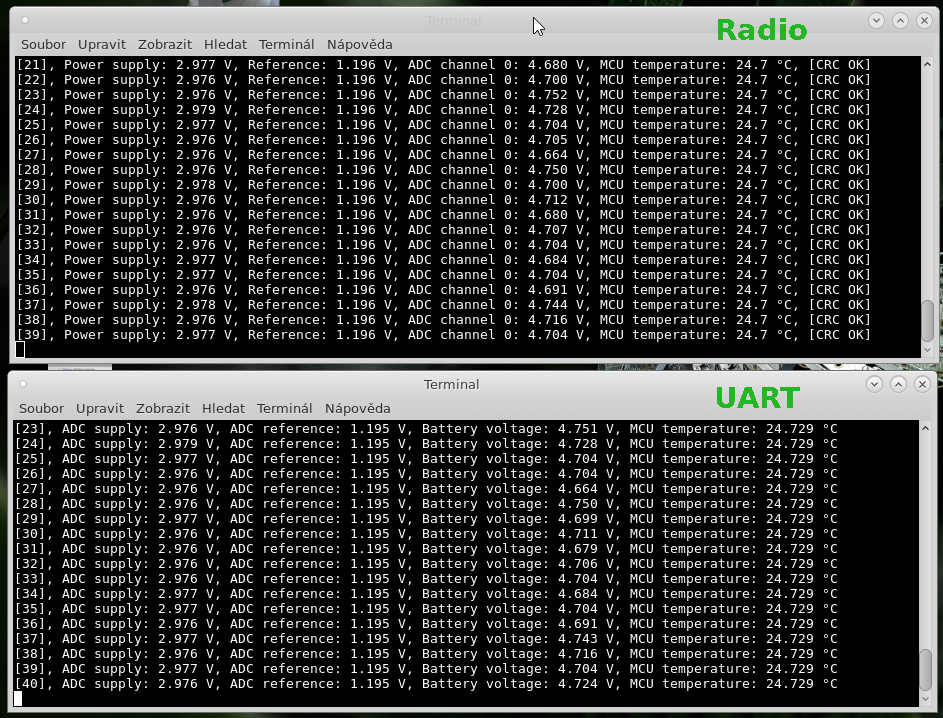 Terminal
Radio
Soubor Upravit Zobrazit Hledat Terminál Nápověda
[21], Power supply: 2.977 V, Reference: 1.196 V, ADC channel 0: 4.680 V, MCU temperature: 24.7 °C, [CRC OK]
[22], Power supply: 2.976 V, Reference: 1.196 V, ADC channel 0: 4.700 V, MCU temperature: 24.7 °C, [CRC OK]
[23], Power supply: 2.976 V, Reference: 1.196 V, ADC channel 0: 4.752 V, MCU temperature: 24.7 °C, [CRC OK]
[24], Power supply: 2.979 V, Reference: 1.196 V, ADC channel 0: 4.728 V, MCU temperature: 24.7 °C, [CRC OK]
[25], Power supply: 2.977 V, Reference: 1.196 V, ADC channel 0: 4.704 V, MCU temperature: 24.7 °C, [CRC OK]
[26], Power supply: 2.976 V, Reference: 1.196 V, ADC channel 0: 4.705 V, MCU temperature: 24.7 °C, [CRC OK]
[27], Power supply: 2.976 V, Reference: 1.196 V, ADC channel 0: 4.664 V, MCU temperature: 24.7 °C, [CRC OK]
[28], Power supply: 2.976 V, Reference: 1.196 V, ADC channel 0: 4.750 V, MCU temperature: 24.7 °C, [CRC OK]
[29], Power supply: 2.978 V, Reference: 1.196 V, ADC channel 0: 4.700 V, MCU temperature: 24.7 °C, [CRC OK]
[30], Power supply: 2.976 V, Reference: 1.196 V, ADC channel 0: 4.712 V, MCU temperature: 24.7 °C, [CRC OK]
[31], Power supply: 2.976 V, Reference: 1.196 V, ADC channel 0: 4.680 V, MCU temperature: 24.7 °C, [CRC OK]
[32], Power supply: 2.976 V, Reference: 1.196 V, ADC channel 0: 4.707 V, MCU temperature: 24.7 °C, [CRC OK]
[33], Power supply: 2.976 V, Reference: 1.196 V, ADC channel 0: 4.704 V, MCU temperature: 24.7 °C, [CRC OK]
[34], Power supply: 2.977 V, Reference: 1.196 V, ADC channel 0: 4.684 V, MCU temperature: 24.7 °C, [CRC OK]
[35], Power supply: 2.977 V, Reference: 1.196 V, ADC channel 0: 4.704 V, MCU temperature: 24.7 °C, [CRC OK]
[36], Power supply: 2.976 V, Reference: 1.196 V, ADC channel 0: 4.691 V, MCU temperature: 24.7 °C, [CRC OK]
[37], Power supply: 2.978 V, Reference: 1.196 V, ADC channel 0: 4.744 V, MCU temperature: 24.7 °C, [CRC OK]
[38], Power supply: 2.976 V, Reference: 1.196 V, ADC channel 0: 4.716 V, MCU temperature: 24.7 °C, [CRC OK]
[39], Power supply: 2.977 V, Reference: 1.196 V, ADC channel 0: 4.704 V, MCU temperature: 24.7 °C, [CRC OK]
Terminal
UART
Soubor Upravit Zobrazit Hledat Terminál Nápověda
[23], ADC supply: 2.976 V, ADC reference: 1.195 V, Battery voltage: 4.751 V, MCU temperature: 24.729 °C
[24], ADC supply: 2.979 V, ADC reference: 1.195 V, Battery voltage: 4.728 V, MCU temperature: 24.729 °C
[25], ADC supply: 2.977 V, ADC reference: 1.195 V, Battery voltage: 4.704 V, MCU temperature: 24.729 °C
[26], ADC supply: 2.976 V, ADC reference: 1.195 V, Battery voltage: 4.704 V, MCU temperature: 24.729 °C
[27], ADC supply: 2.976 V, ADC reference: 1.195 V, Battery voltage: 4.664 V, MCU temperature: 24.729 °C
[28], ADC supply: 2.976 V, ADC reference: 1.195 V, Battery voltage: 4.750 V, MCU temperature: 24.729 °C
[29], ADC supply: 2.977 V, ADC reference: 1.195 V, Battery voltage: 4.699 V, MCU temperature: 24.729 °C
[30], ADC supply: 2.976 V, ADC reference: 1.195 V, Battery voltage: 4.711 V, MCU temperature: 24.729 °C
[31], ADC supply: 2.976 V, ADC reference: 1.195 V, Battery voltage: 4.679 V, MCU temperature: 24.729 °C
[32], ADC supply: 2.976 V, ADC reference: 1.195 V, Battery voltage: 4.706 V, MCU temperature: 24.729 °C
[33], ADC supply: 2.976 V, ADC reference: 1.195 V, Battery voltage: 4.704 V, MCU temperature: 24.729 °C
[34], ADC supply: 2.977 V, ADC reference: 1.195 V, Battery voltage: 4.684 V, MCU temperature: 24.729 °C
[35], ADC supply: 2.977 V, ADC reference: 1.195 V, Battery voltage: 4.704 V, MCU temperature: 24.729 °C
[36], ADC supply: 2.976 V, ADC reference: 1.195 V, Battery voltage: 4.691 V, MCU temperature: 24.729 °C
[37], ADC supply: 2.977 V, ADC reference: 1.195 V, Battery voltage: 4.743 V, MCU temperature: 24.729 °C
[38], ADC supply: 2.976 V, ADC reference: 1.195 V, Battery voltage: 4.716 V, MCU temperature: 24.729 °C
[39], ADC supply: 2.977 V, ADC reference: 1.195 V, Battery voltage: 4.704 V, MCU temperature: 24.729 °C
[40], ADC supply: 2.976 V, ADC reference: 1.195 V, Battery voltage: 4.724 V, MCU temperature: 24.729 °C